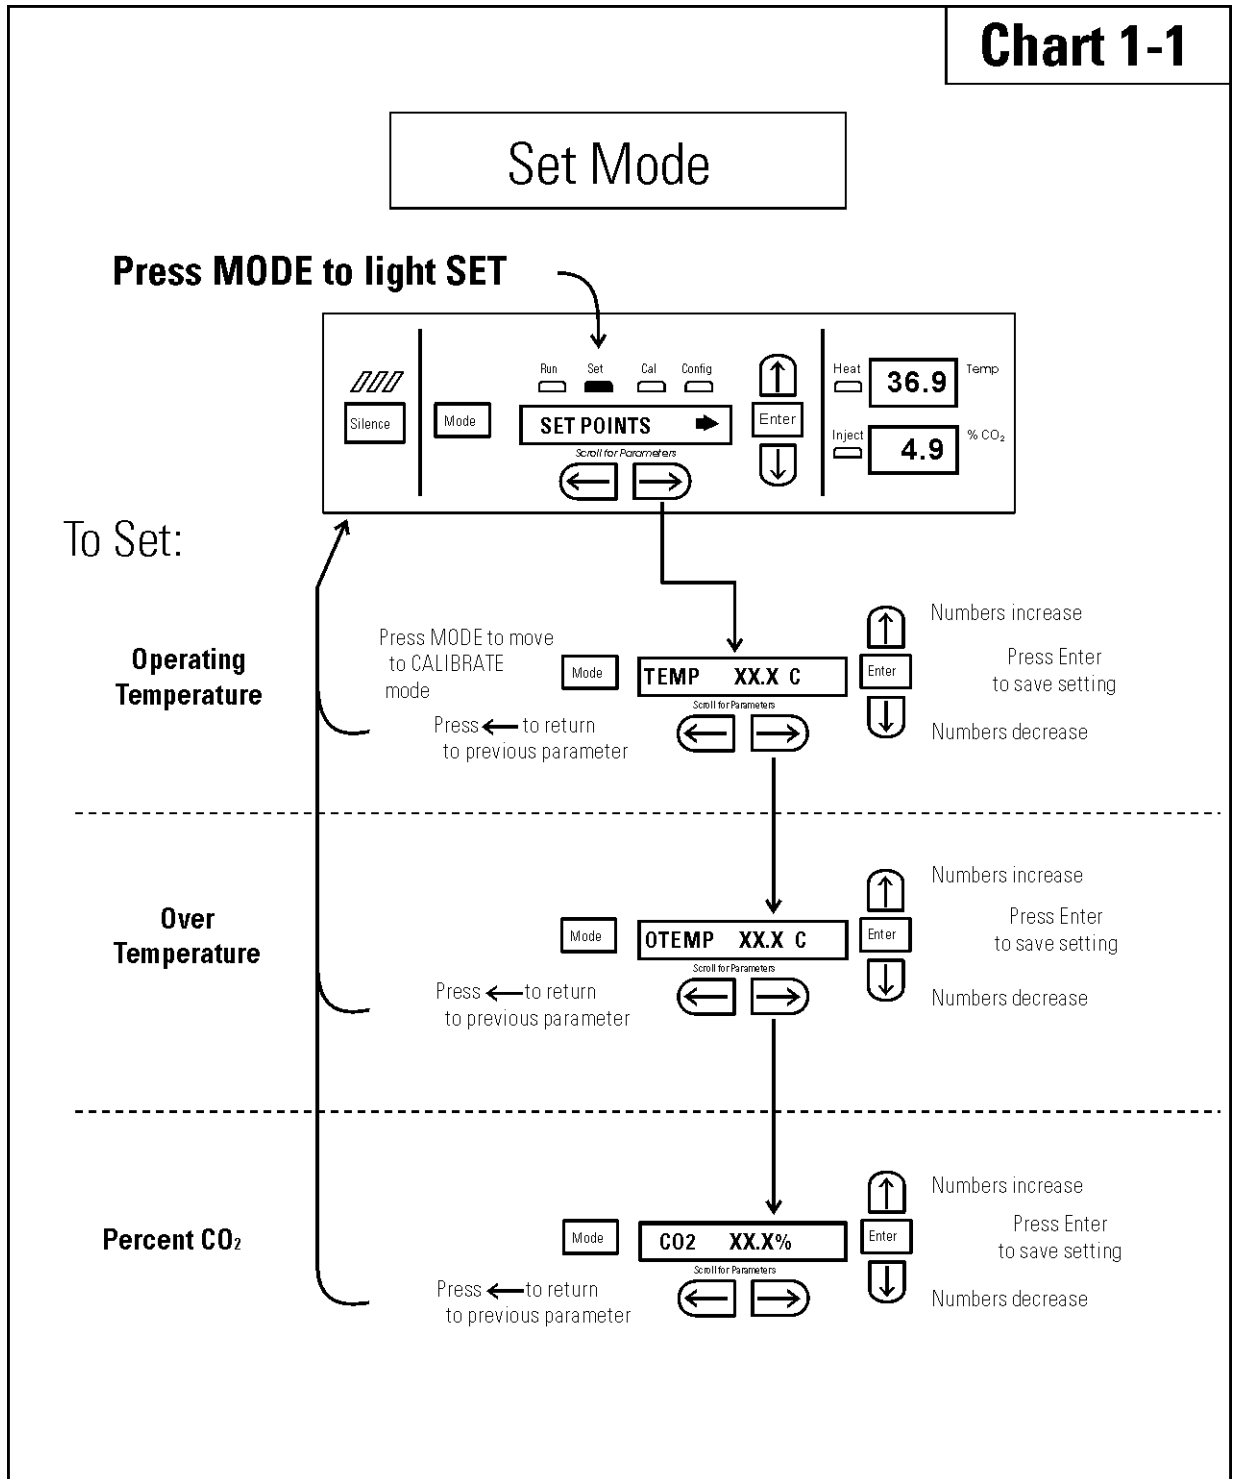 Chart 1-1
Set Mode
Press MODE to light SET
Run Set Cal Config
Heat 36.9 Temp
Silence Mode SET POINTS Enter
Inject 4.9 % CO2
Scroll for Parameters
To Set:
Operating
Temperature
Press MODE to move
to CALIBRATE
mode
Press to return
to previous parameter
Mode TEMP XX.X C Enter
Scroll for Parameters
Numbers increase
Press Enter
to save setting
Numbers decrease
Over
Temperature
Press to return
to previous parameter
Mode OTEMP XX.X C Enter
Scroll for Parameters
Numbers increase
Press Enter
to save setting
Numbers decrease
Percent CO2
Press to return
to previous parameter
Mode CO2 XX.X% Enter
Scroll for Parameters
Numbers increase
Press Enter
to save setting
Numbers decrease